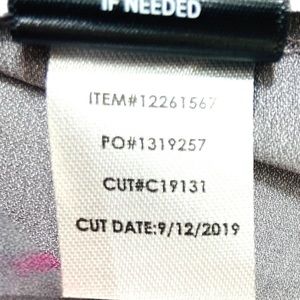 IF NEEDED
ITEM#12261567
PO#1319257
CUT#C19131
CUT DATE:9/12/2019